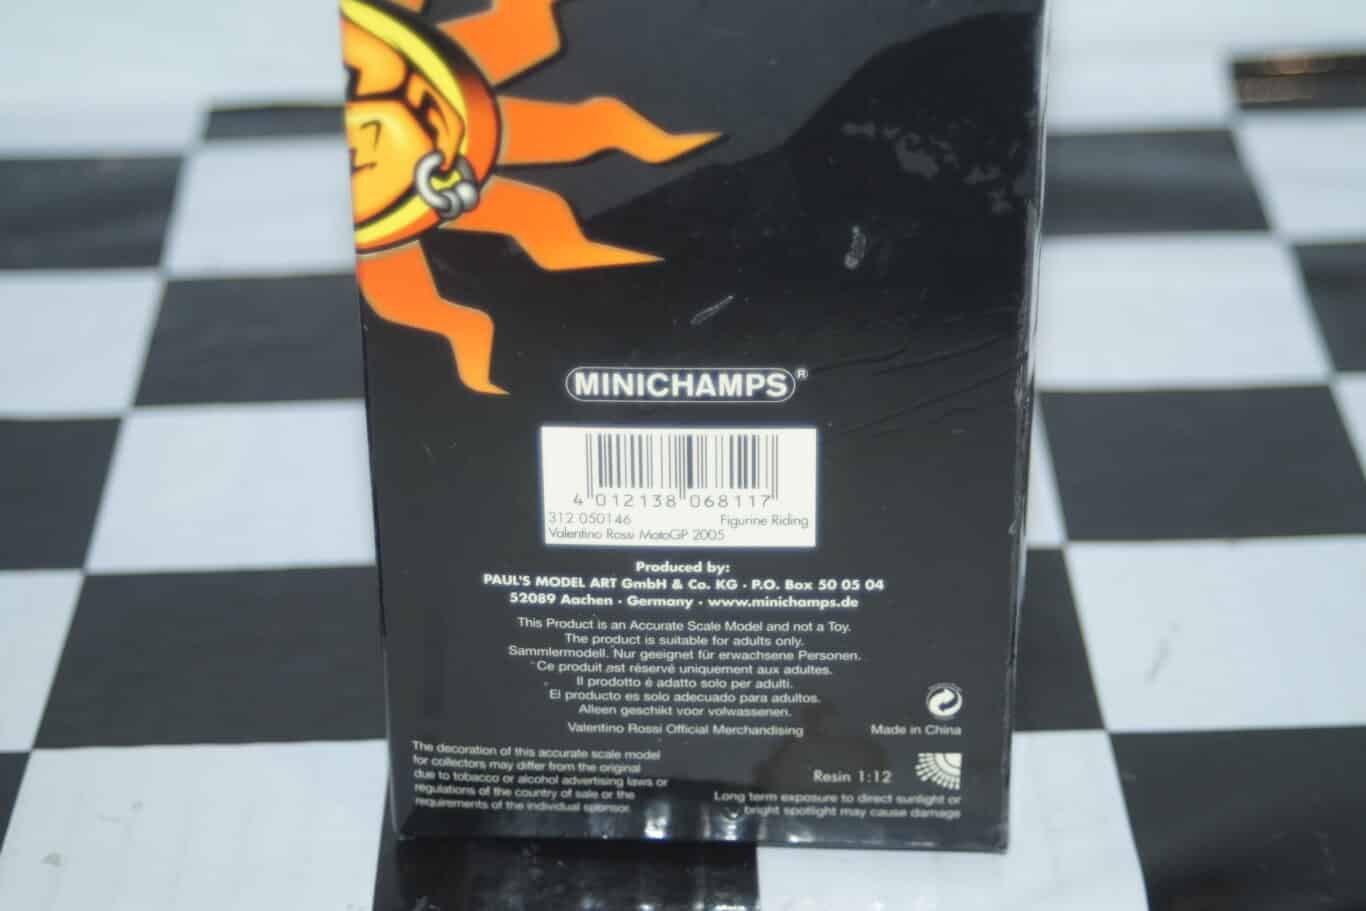 MINICHAMPS®
4 012138 068117
312 050146 Figurine Riding
Valentino Rossi MotoGP 2005
Produced by:
PAUL'S MODEL ART GmbH & Co. KG · P.O. Box 50 05 04
52089 Aachen · Germany · www.minichamps.de
This Product is an Accurate Scale Model and not a Toy.
The product is suitable for adults only.
Sammlermodell. Nur geeignet für erwachsene Personen.
Ce produit est réservé uniquement aux adultes.
Il prodotto é adatto solo per adulti.
El producto es solo adecuado para adultos.
Alleen geschikt voor volwassenen.
Valentino Rossi Official Merchandising
Made in China
The decoration of this accurate scale model
for collectors may differ from the original
due to tobacco or alcohol advertising laws or
regulations of the country of sale or the
requirements of the individual sponsor.
Resin 1:12
Long term exposure to direct sunlight or
bright spotlight may cause damage